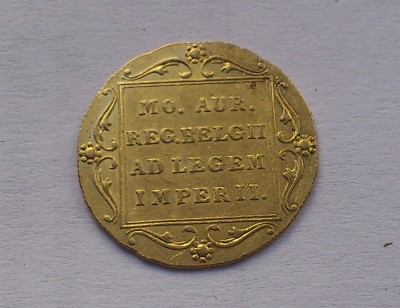 MO. AUR.
REG.BELGII
AD LEGEM
IMPERII.